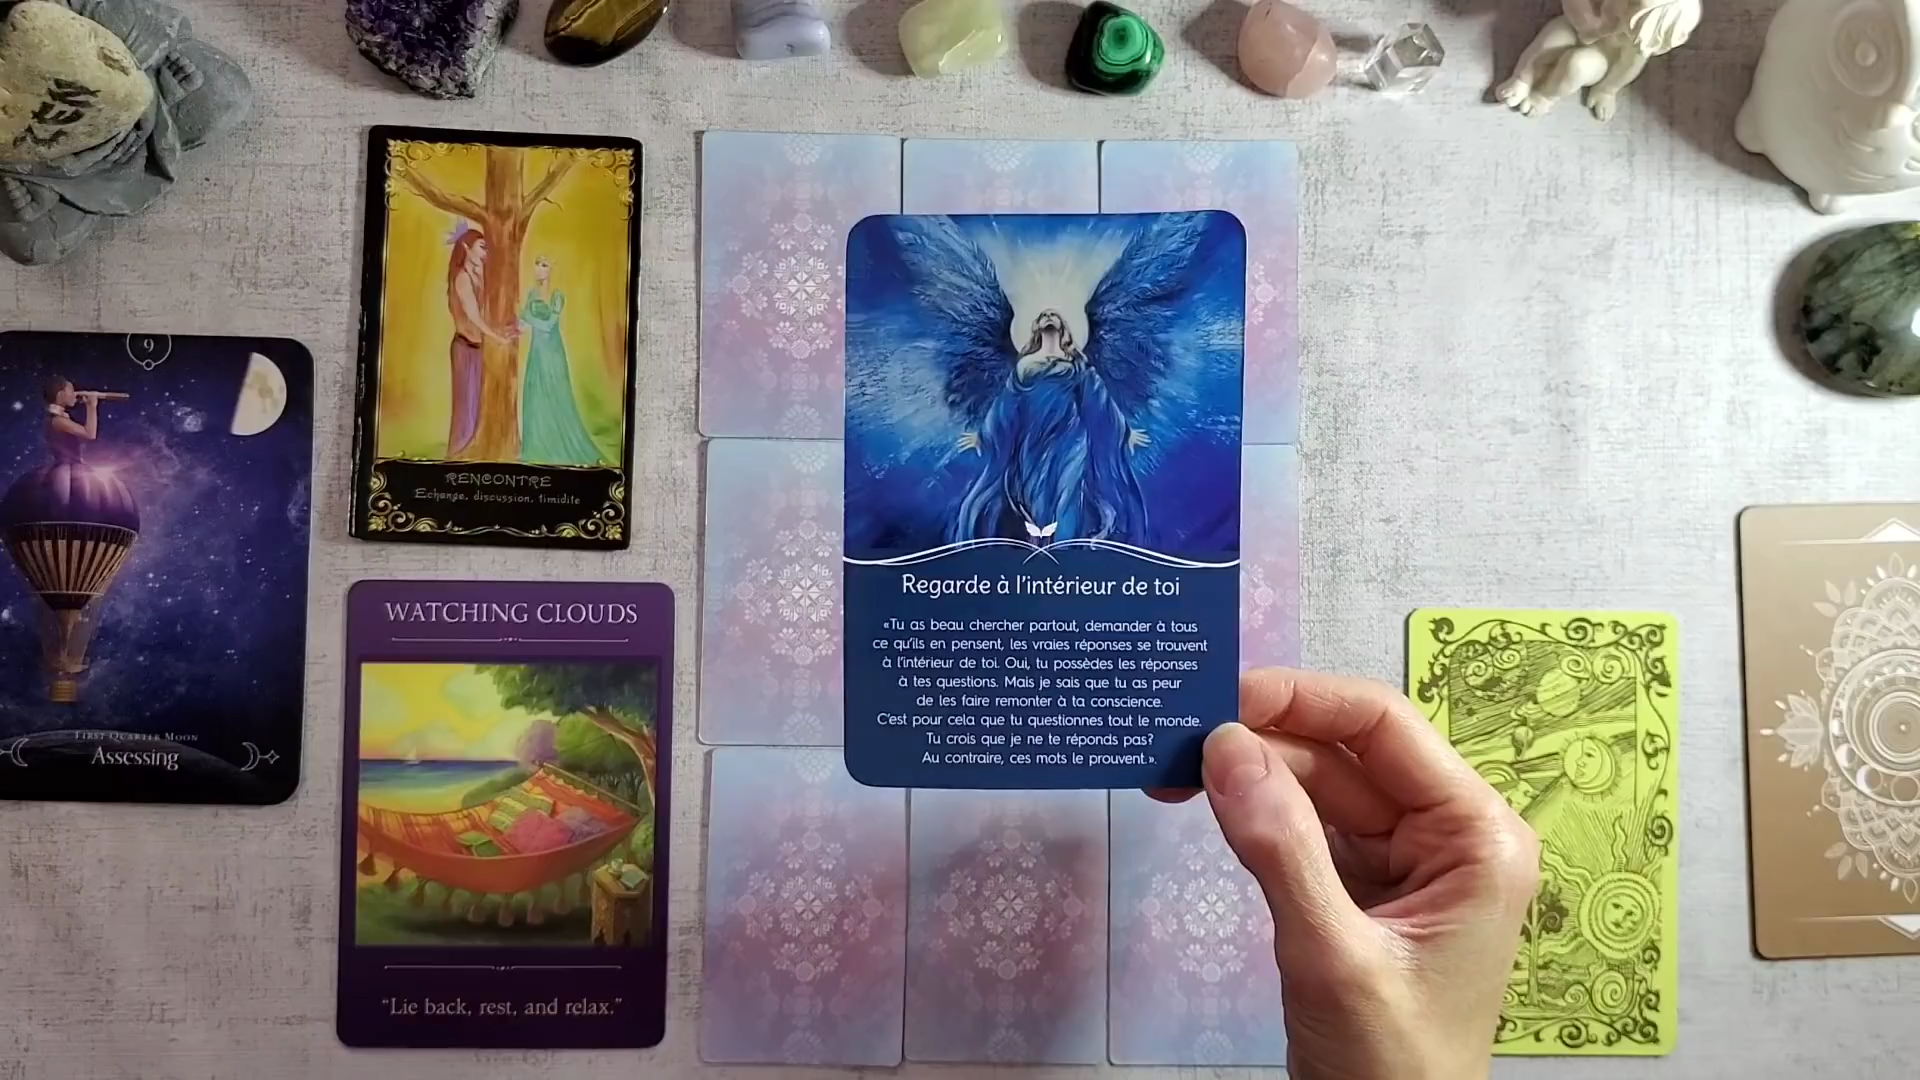 ZEN
9
FIRST QUARTER MOON
Assessing
RENCONTRE
Echange, discussion, timidite
WATCHING CLOUDS
“Lie back, rest, and relax.”
Regarde à l'intérieur de toi
«Tu as beau chercher partout, demander à tous
ce qu'ils en pensent, les vraies réponses se trouvent
à l'intérieur de toi. Oui, tu possèdes les réponses
à tes questions. Mais je sais que tu as peur
de les faire remonter à ta conscience.
C'est pour cela que tu questionnes tout le monde.
Tu crois que je ne te réponds pas?
Au contraire, ces mots le prouvent.».